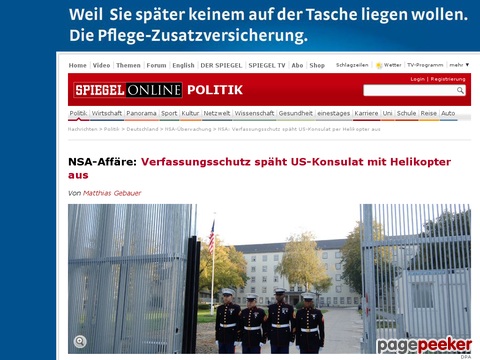 Weil Sie später keinem auf der Tasche liegen wollen.
Die Pflege-Zusatzversicherung.
Video Themen Forum English DER SPIEGEL SPIEGEL TV Abo Shop Schlagzeilen Wetter TV-Programm mehr
Login | Registrierung
SPIEGEL ONLINE POLITIK
Politik Wirtschaft Panorama Sport Kultur Netzwelt Wissenschaft Gesundheit einestages Karriere Uni Schule Reise Auto
Nachrichten > Politik > Deutschland > NSA-Überwachung > NSA: Verfassungsschutz späht US-Konsulat per Helikopter aus
NSA-Affäre: Verfassungsschutz späht US-Konsulat mit Helikopter
aus
Von Matthias Gebauer
pagepeeker
DPA